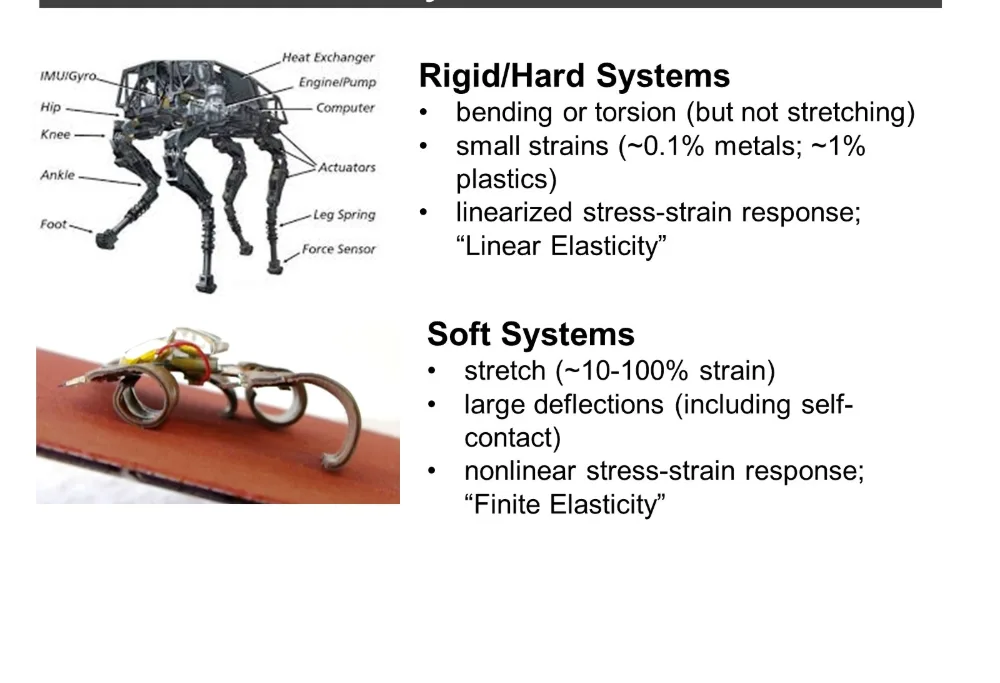 Heat Exchanger
IMU/Gyro
Engine/Pump
Hip
Computer
Knee
Actuators
Ankle
Leg Spring
Foot
Force Sensor
Rigid/Hard Systems
• bending or torsion (but not stretching)
• small strains (~0.1% metals; ~1%
plastics)
• linearized stress-strain response;
“Linear Elasticity”
Soft Systems
• stretch (~10-100% strain)
• large deflections (including self-
contact)
• nonlinear stress-strain response;
“Finite Elasticity”